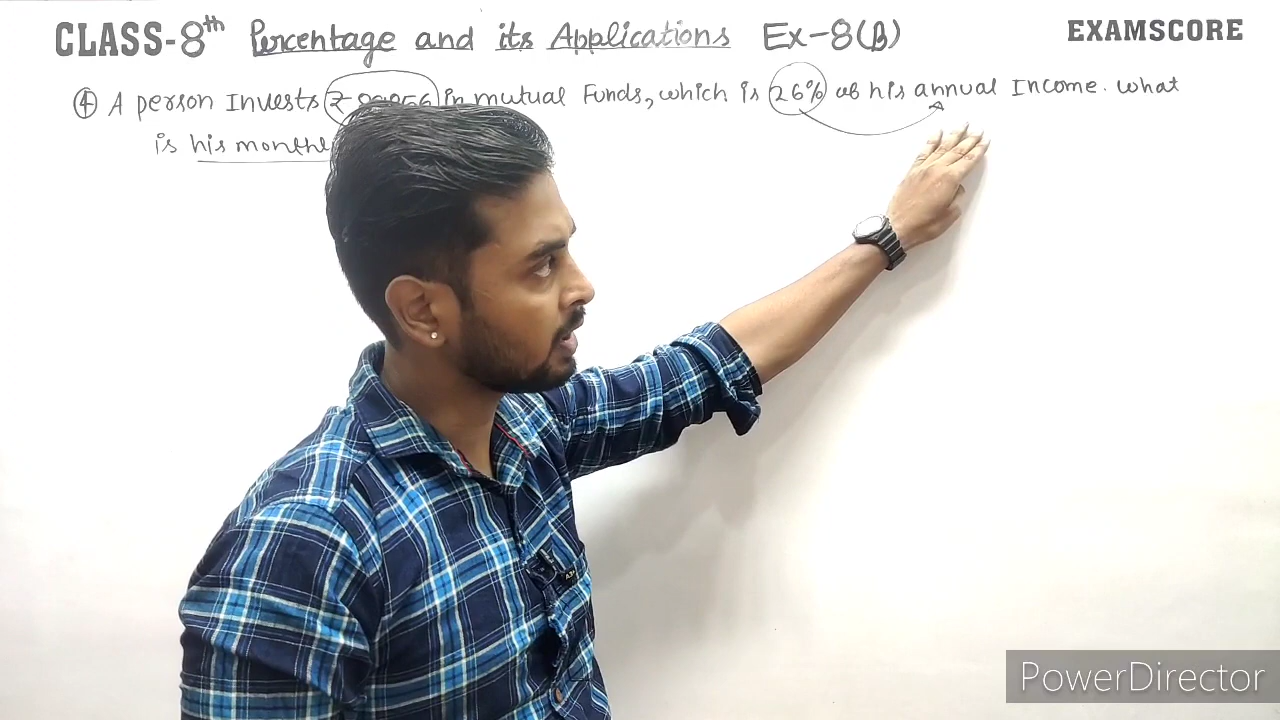 CLASS-8th Percentage and its Applications Ex-8(B)
EXAMSCORE
④ A person Invests in mutual Funds, which is 26% of his annual Income. what
is his
PowerDirector